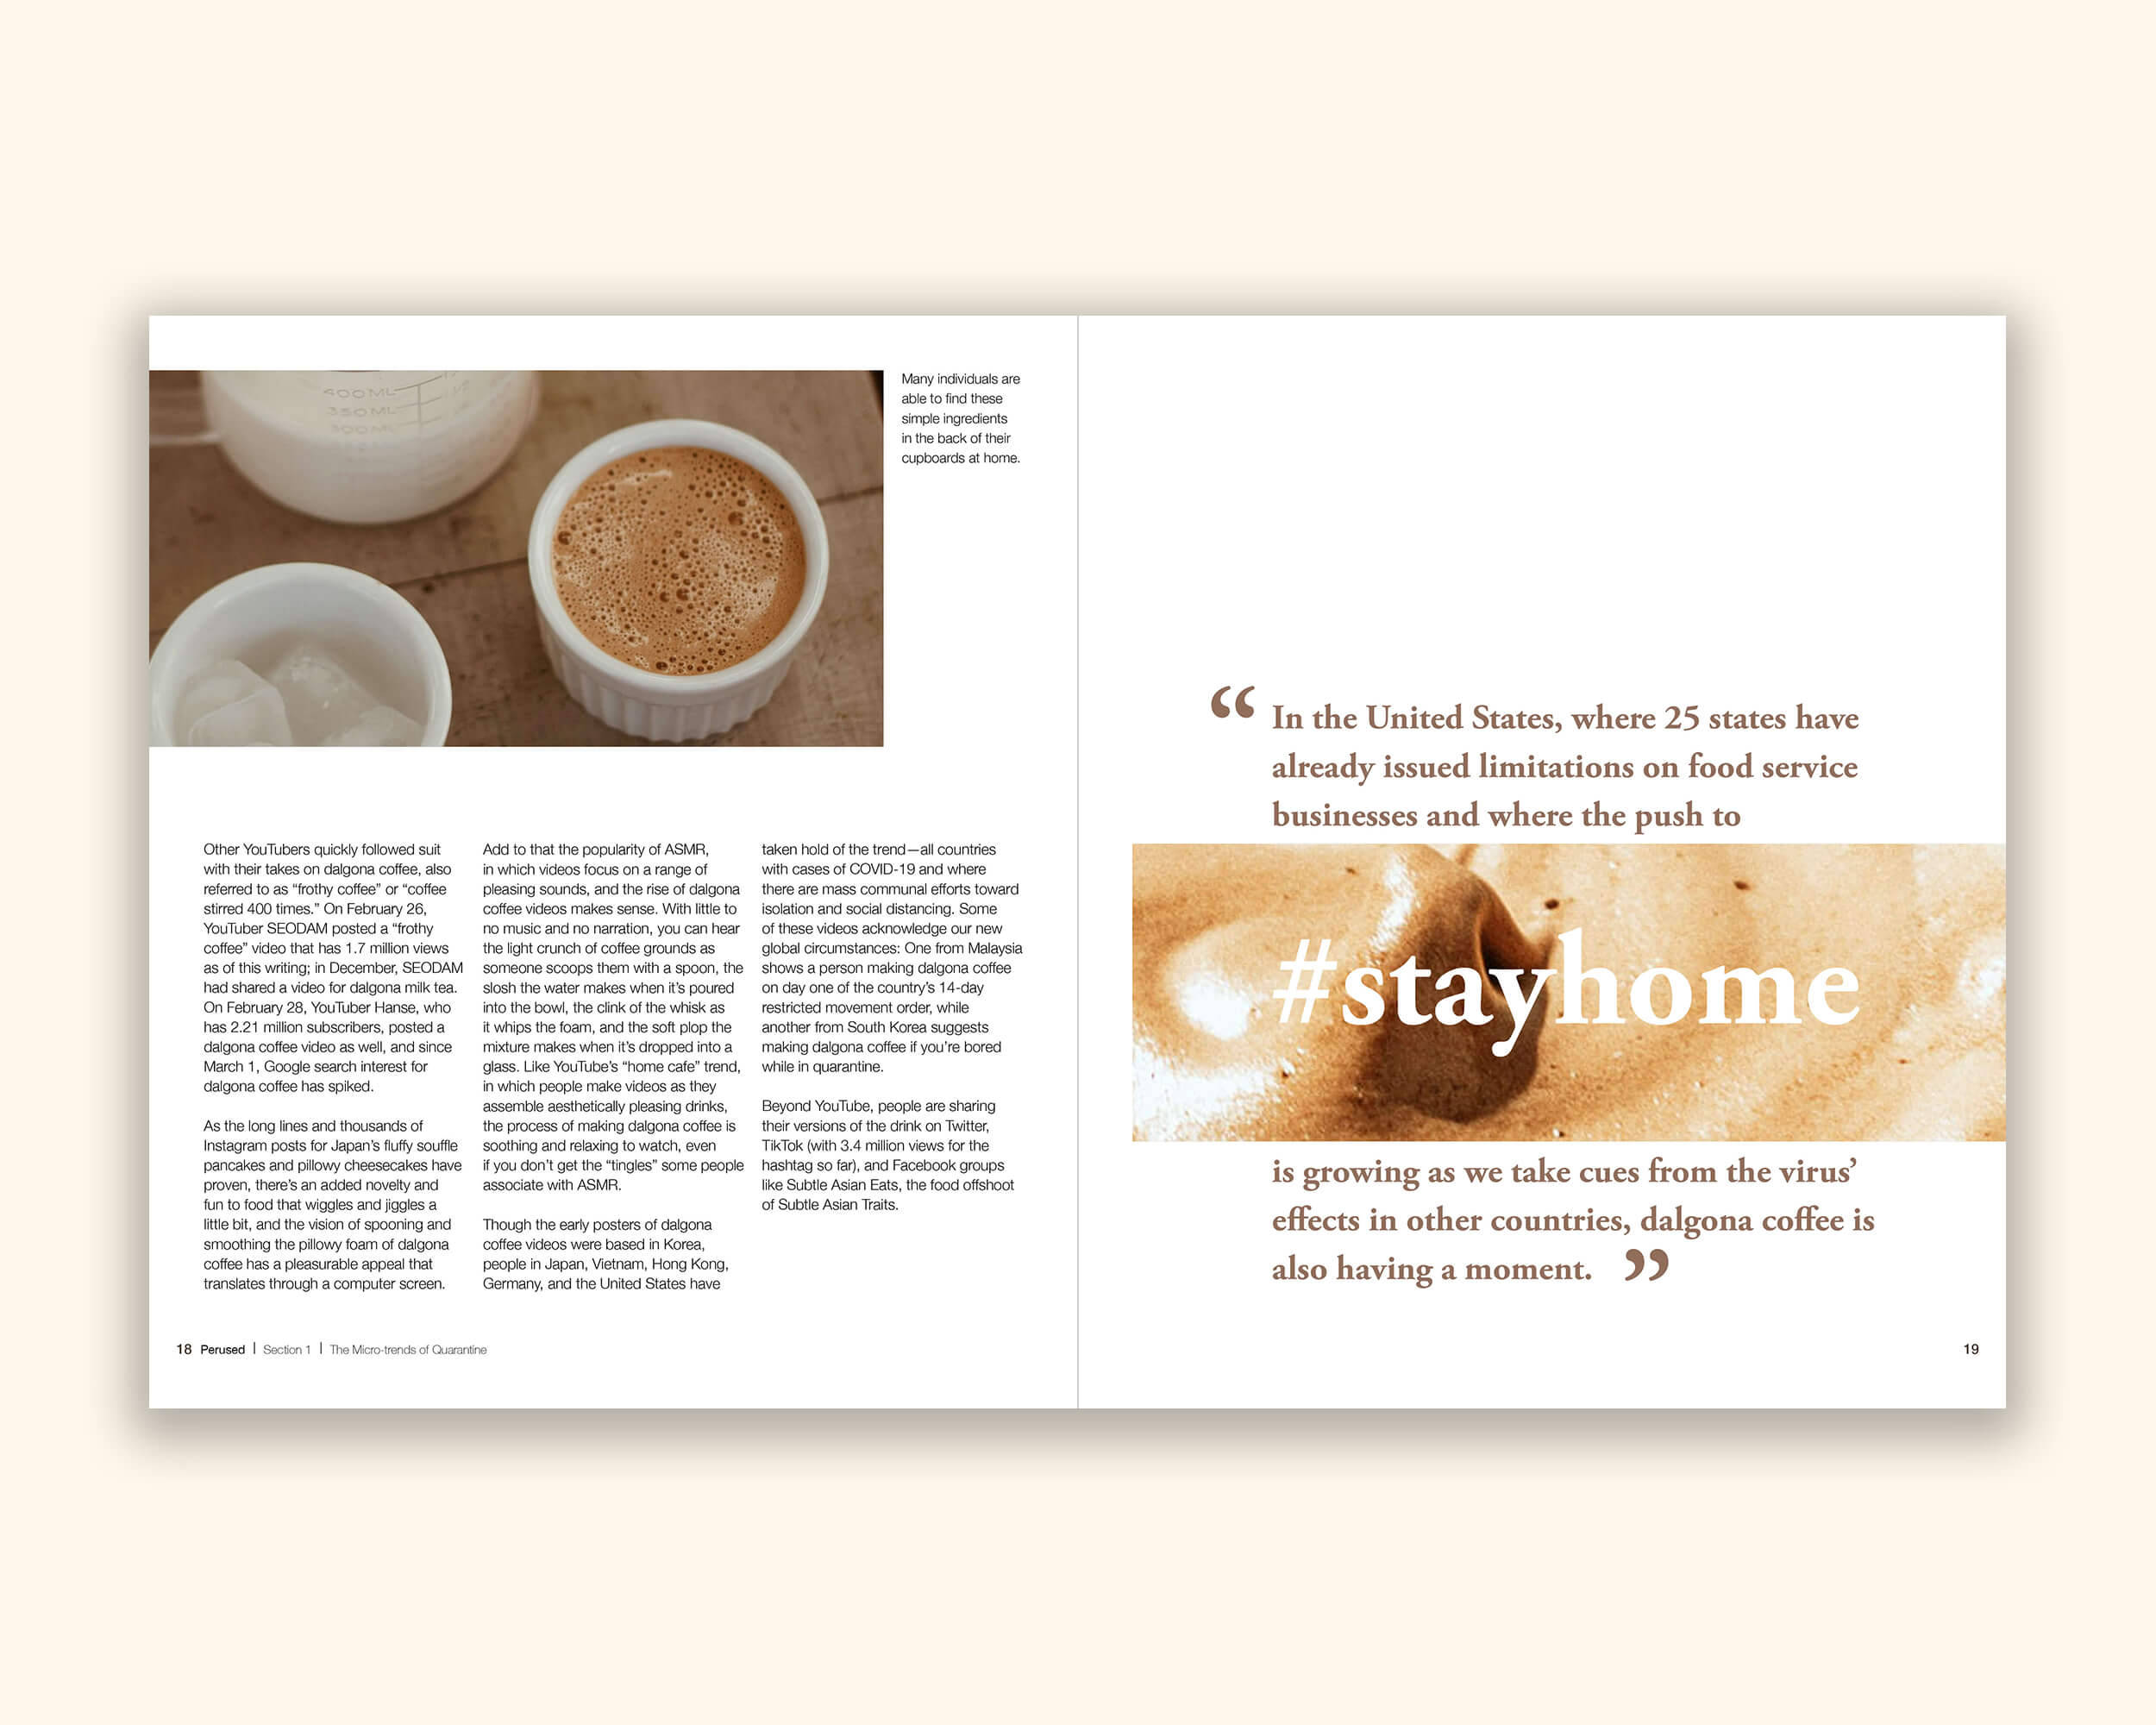 400ML
350ML
300ML
Many individuals are
able to find these
simple ingredients
in the back of their
cupboards at home.
Other YouTubers quickly followed suit
with their takes on dalgona coffee, also
referred to as “frothy coffee” or “coffee
stirred 400 times.” On February 26,
YouTuber SEODAM posted a “frothy
coffee” video that has 1.7 million views
as of this writing; in December, SEODAM
had shared a video for dalgona milk tea.
On February 28, YouTuber Hanse, who
has 2.21 million subscribers, posted a
dalgona coffee video as well, and since
March 1, Google search interest for
dalgona coffee has spiked.
As the long lines and thousands of
Instagram posts for Japan’s fluffy souffle
pancakes and pillowy cheesecakes have
proven, there’s an added novelty and
fun to food that wiggles and jiggles a
little bit, and the vision of spooning and
smoothing the pillowy foam of dalgona
coffee has a pleasurable appeal that
translates through a computer screen.
Add to that the popularity of ASMR,
in which videos focus on a range of
pleasing sounds, and the rise of dalgona
coffee videos makes sense. With little to
no music and no narration, you can hear
the light crunch of coffee grounds as
someone scoops them with a spoon, the
slosh the water makes when it’s poured
into the bowl, the clink of the whisk as
it whips the foam, and the soft plop the
mixture makes when it’s dropped into a
glass. Like YouTube’s “home cafe” trend,
in which people make videos as they
assemble aesthetically pleasing drinks,
the process of making dalgona coffee is
soothing and relaxing to watch, even
if you don’t get the “tingles” some people
associate with ASMR.
Though the early posters of dalgona
coffee videos were based in Korea,
people in Japan, Vietnam, Hong Kong,
Germany, and the United States have
taken hold of the trend—all countries
with cases of COVID-19 and where
there are mass communal efforts toward
isolation and social distancing. Some
of these videos acknowledge our new
global circumstances: One from Malaysia
shows a person making dalgona coffee
on day one of the country’s 14-day
restricted movement order, while
another from South Korea suggests
making dalgona coffee if you’re bored
while in quarantine.
Beyond YouTube, people are sharing
their versions of the drink on Twitter,
TikTok (with 3.4 million views for the
hashtag so far), and Facebook groups
like Subtle Asian Eats, the food offshoot
of Subtle Asian Traits.
18 Perused | Section 1 | The Micro-trends of Quarantine
“ In the United States, where 25 states have
already issued limitations on food service
businesses and where the push to
#stayhome
is growing as we take cues from the virus’
effects in other countries, dalgona coffee is
also having a moment. ”
19